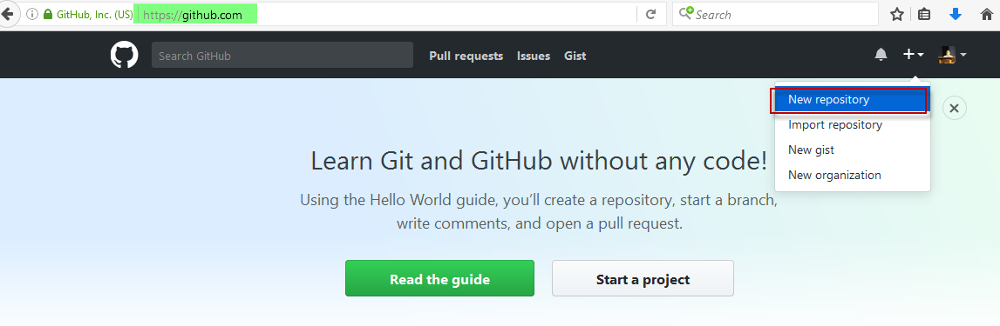 GitHub, Inc. (US) https://github.com Search
Search GitHub Pull requests Issues Gist
New repository
Import repository
New gist
New organization
Learn Git and GitHub without any code!
Using the Hello World guide, you’ll create a repository, start a branch,
write comments, and open a pull request.
Read the guide Start a project